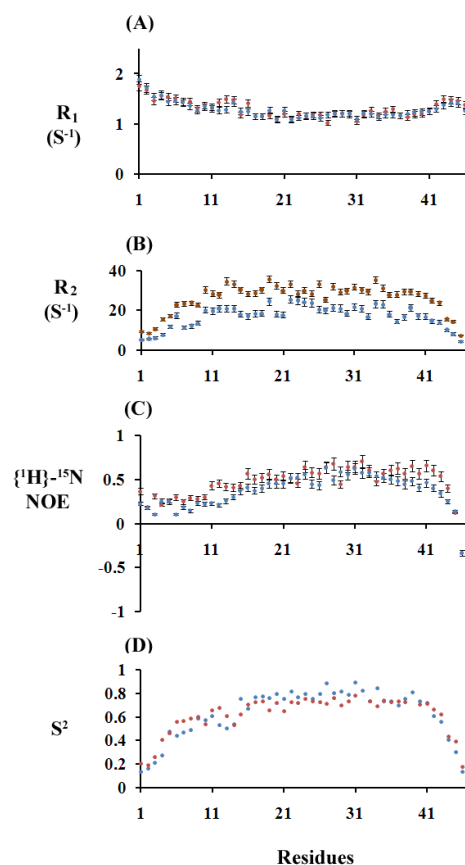 (A)
2
1
0
R1
(S-1)
1 11 21 31 41
(B)
40
20
0
R2
(S-1)
1 11 21 31 41
(C)
1
0.5
0
-0.5
-1
{1H}-15N
NOE
1 11 21 31 41
(D)
1
0.8
0.6
0.4
0.2
0
S2
1 11 21 31 41
Residues